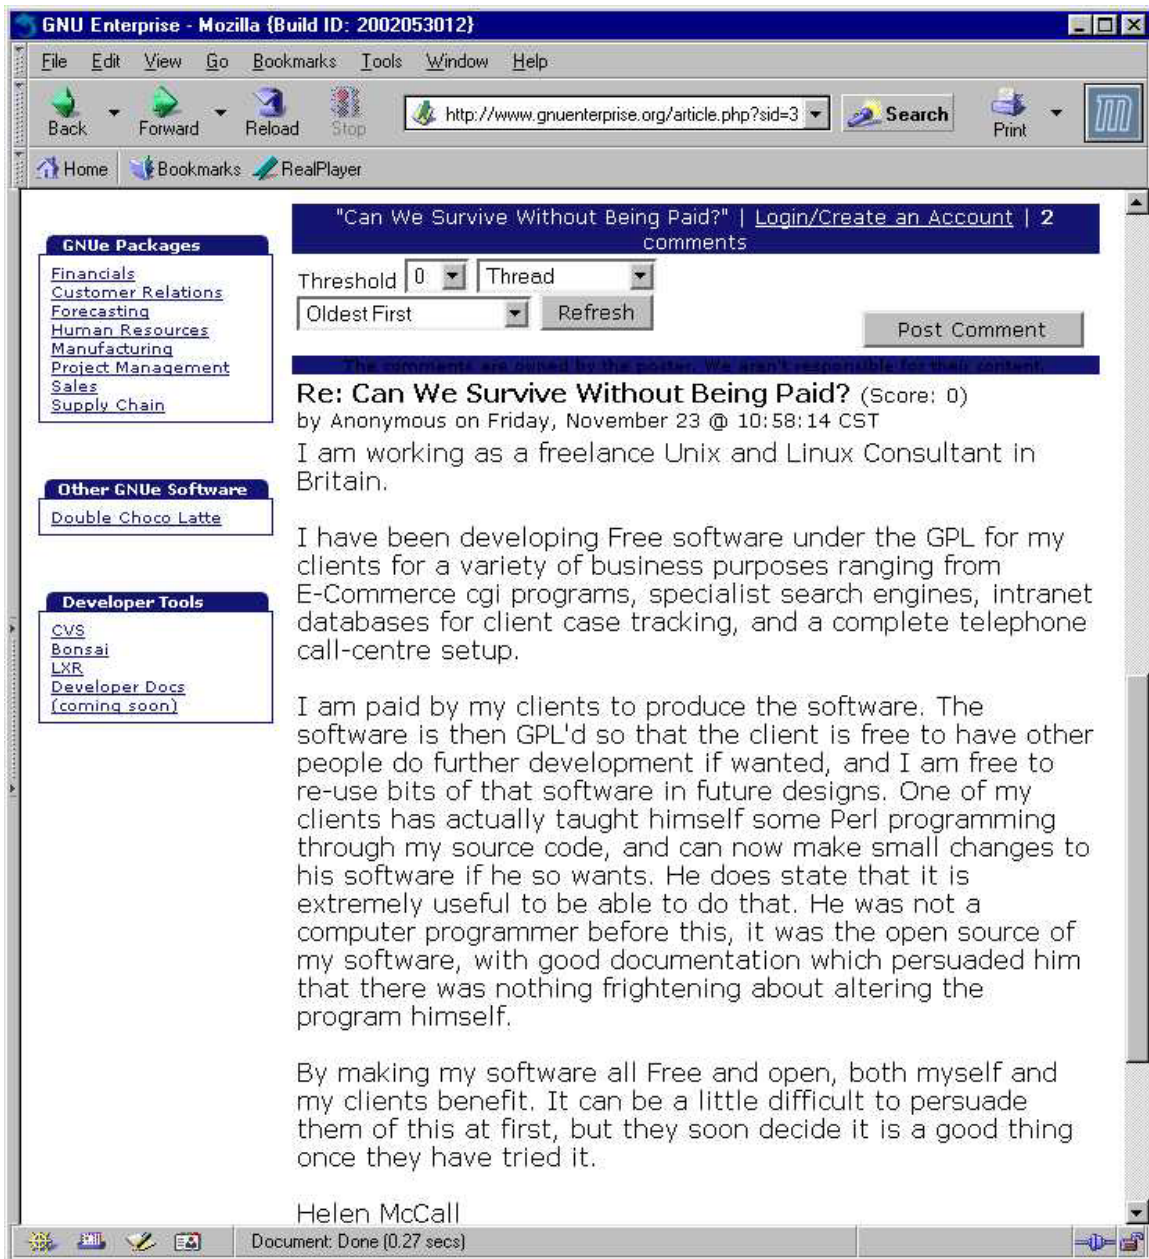 GNU Enterprise - Mozilla {Build ID: 2002053012}
File Edit View Go Bookmarks Tools Window Help
Back Forward Reload Stop http://www.gnuenterprise.org/article.php?sid=3 Search Print
Home Bookmarks RealPlayer
GNUe Packages
Financials
Customer Relations
Forecasting
Human Resources
Manufacturing
Project Management
Sales
Supply Chain
Other GNUe Software
Double Choco Latte
Developer Tools
CVS
Bonsai
LXR
Developer Docs
(coming soon)
"Can We Survive Without Being Paid?" | Login/Create an Account | 2
comments
Threshold 0 Thread
Oldest First Refresh
Post Comment
The comments are owned by the poster. We aren't responsible for their content.
Re: Can We Survive Without Being Paid? (Score: 0)
by Anonymous on Friday, November 23 @ 10:58:14 CST
I am working as a freelance Unix and Linux Consultant in
Britain.
I have been developing Free software under the GPL for my
clients for a variety of business purposes ranging from
E-Commerce cgi programs, specialist search engines, intranet
databases for client case tracking, and a complete telephone
call-centre setup.
I am paid by my clients to produce the software. The
software is then GPL'd so that the client is free to have other
people do further development if wanted, and I am free to
re-use bits of that software in future designs. One of my
clients has actually taught himself some Perl programming
through my source code, and can now make small changes to
his software if he so wants. He does state that it is
extremely useful to be able to do that. He was not a
computer programmer before this, it was the open source of
my software, with good documentation which persuaded him
that there was nothing frightening about altering the
program himself.
By making my software all Free and open, both myself and
my clients benefit. It can be a little difficult to persuade
them of this at first, but they soon decide it is a good thing
once they have tried it.
Helen McCall
Document: Done (0.27 secs)